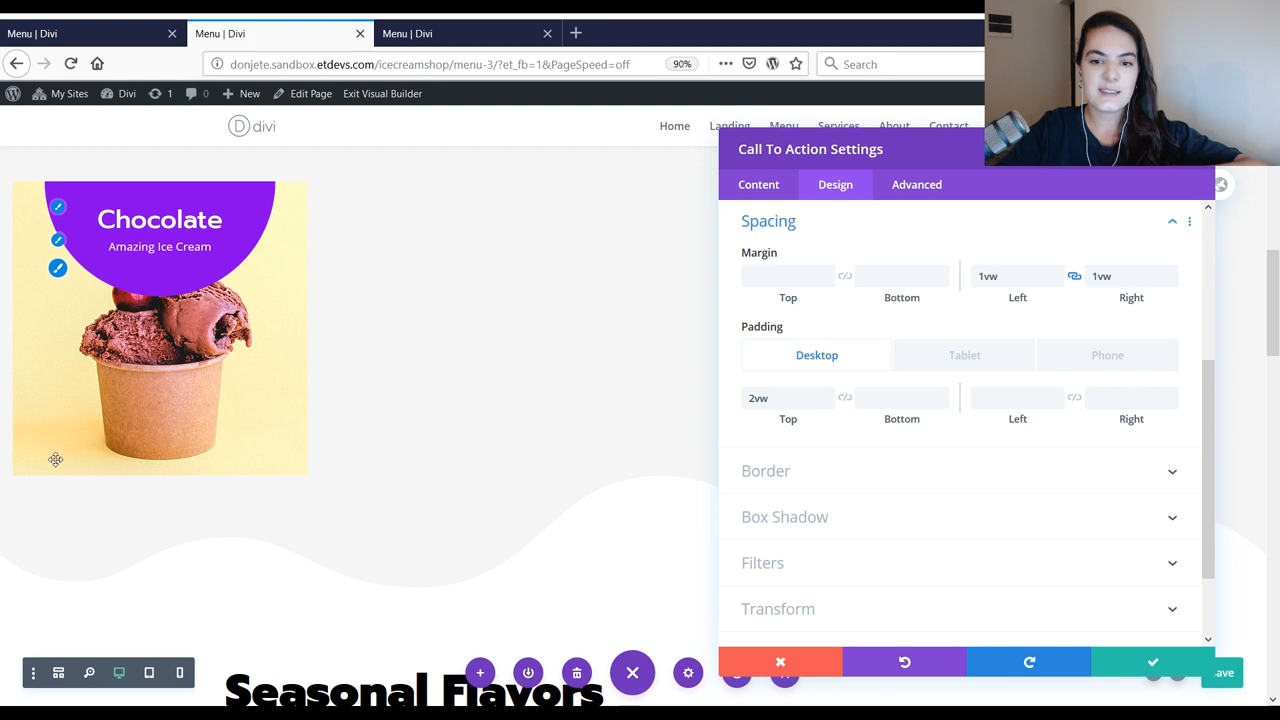 Menu | Divi
Menu | Divi
Menu | Divi
donjete.sandbox.etdevs.com/icecreamshop/menu-3/?et_fb=1&PageSpeed=off
90%
Search
My Sites
Divi
1
0
New
Edit Page
Exit Visual Builder
D divi
Home
Landing
Menu
Services
About
Contact
Chocolate
Amazing Ice Cream
Call To Action Settings
Content
Design
Advanced
Spacing
Margin
1vw
1vw
Top
Bottom
Left
Right
Padding
Desktop
Tablet
Phone
2vw
Top
Bottom
Left
Right
Border
Box Shadow
Filters
Transform
Seasonal Flavors